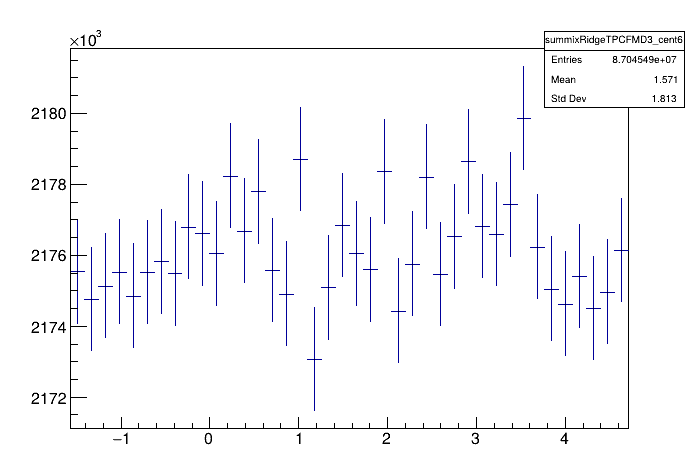 ×10³
summixRidgeTPCFMD3_cent6
Entries 8.704549e+07
Mean 1.571
Std Dev 1.813
2180
2178
2176
2174
2172
−1 0 1 2 3 4